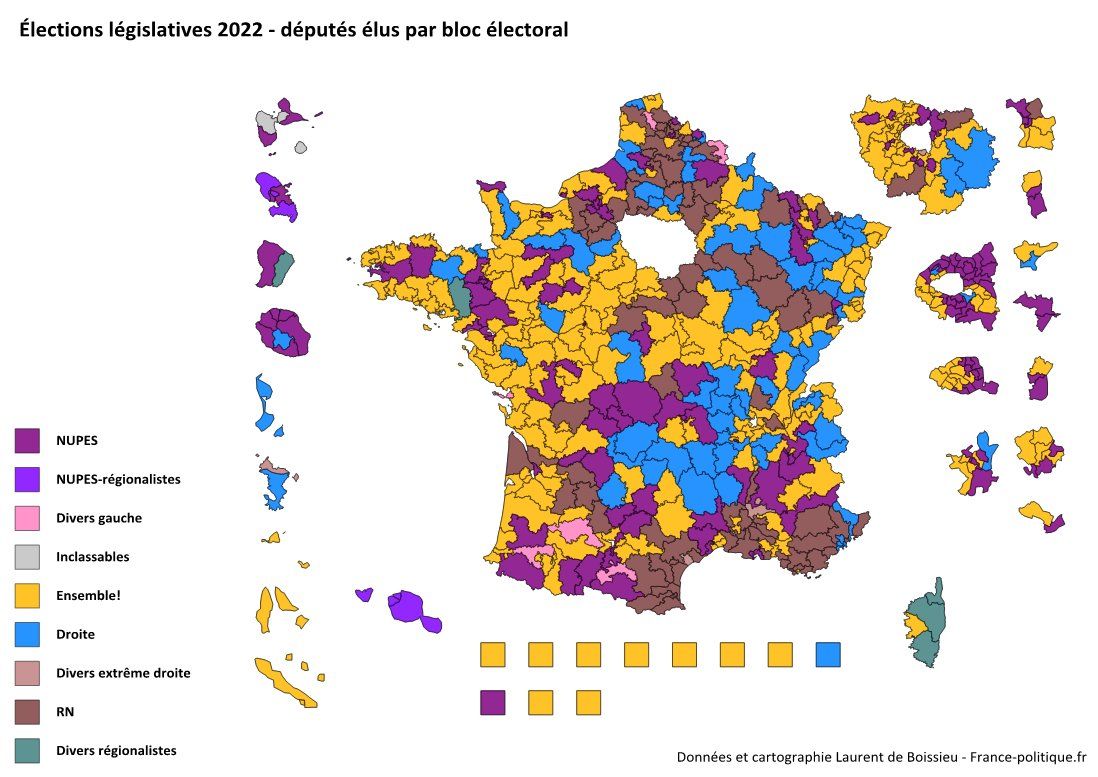 Élections législatives 2022 - députés élus par bloc électoral
NUPES
NUPES-régionalistes
Divers gauche
Inclassables
Ensemble!
Droite
Divers extrême droite
RN
Divers régionalistes
Données et cartographie Laurent de Boissieu - France-politique.fr